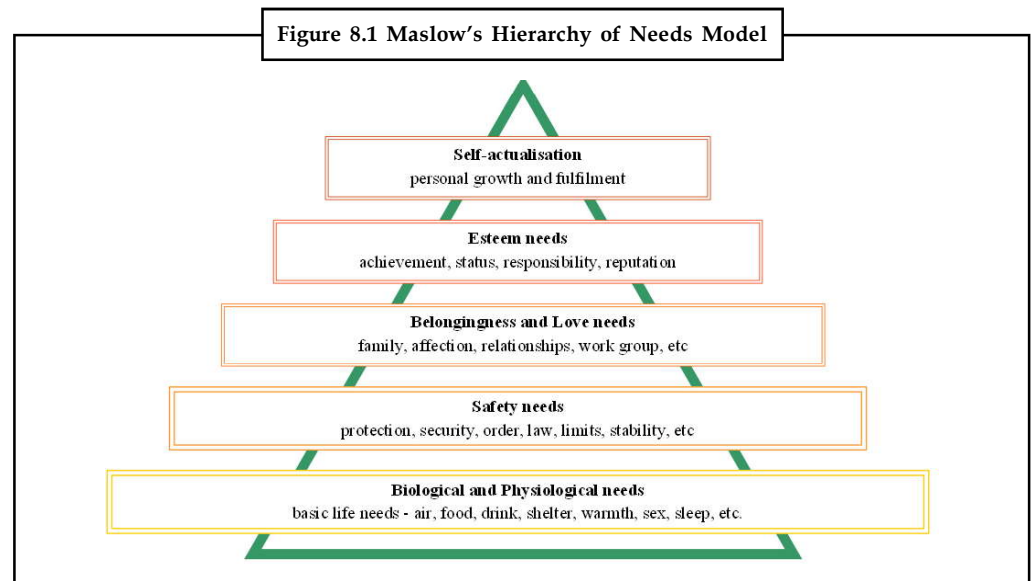 Figure 8.1 Maslow's Hierarchy of Needs Model
Self-actualisation
personal growth and fulfilment
Esteem needs
achievement, status, responsibility, reputation
Belongingness and Love needs
family, affection, relationships, work group, etc
Safety needs
protection, security, order, law, limits, stability, etc
Biological and Physiological needs
basic life needs - air, food, drink, shelter, warmth, sex, sleep, etc.